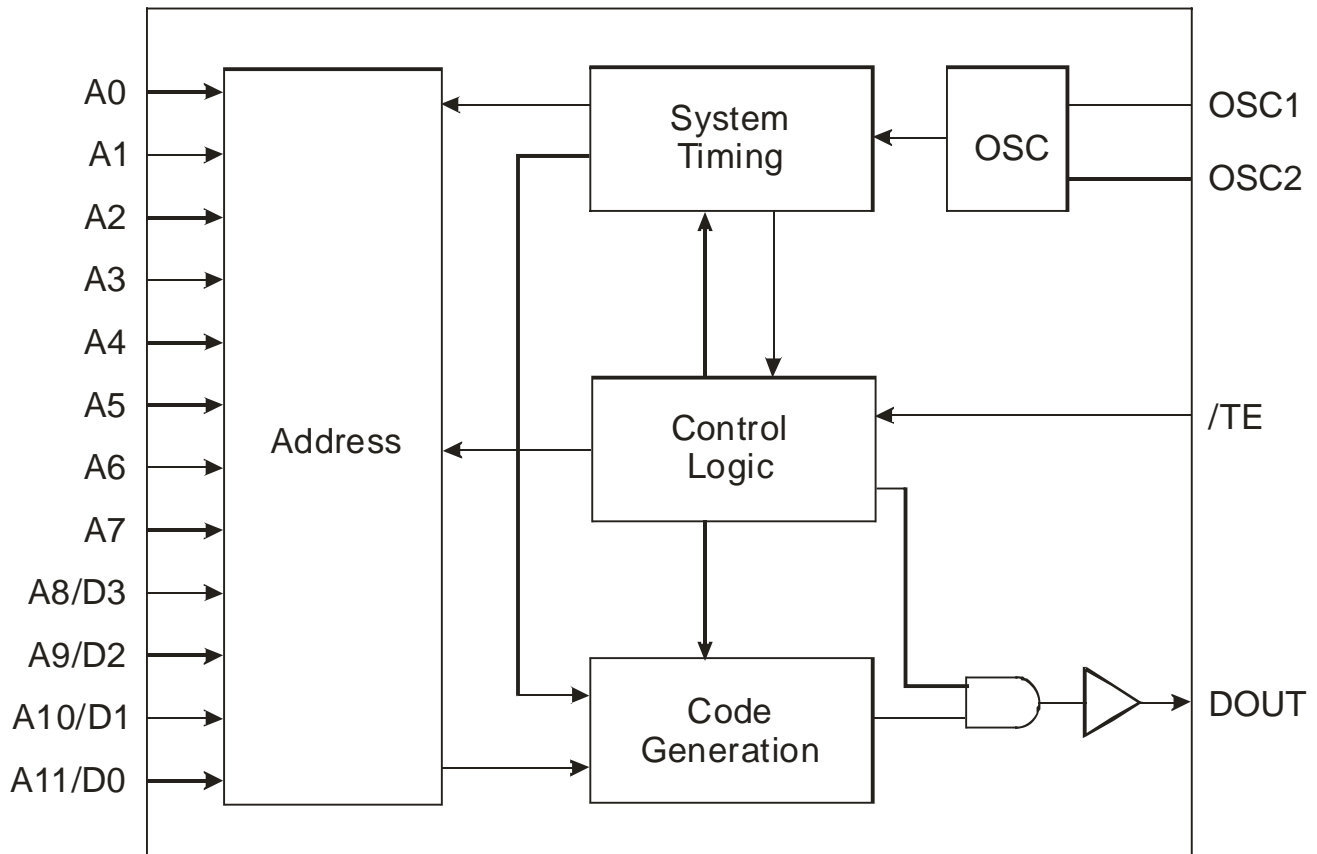 A0
A1
A2
A3
A4
A5
A6
A7
A8/D3
A9/D2
A10/D1
A11/D0
Address
System
Timing
OSC
Control
Logic
Code
Generation
OSC1
OSC2
/TE
DOUT